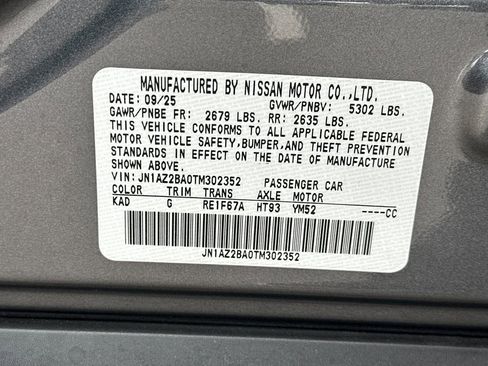 MANUFACTURED BY NISSAN MOTOR CO.,LTD.
DATE: 09/25 GVWR/PNBV: 5302 LBS.
GAWR/PNBE FR: 2679 LBS. RR: 2635 LBS.
THIS VEHICLE CONFORMS TO ALL APPLICABLE FEDERAL
MOTOR VEHICLE SAFETY,BUMPER,AND THEFT PREVENTION
STANDARDS IN EFFECT ON THE DATE OF MANUFACTURE
SHOWN ABOVE.
VIN: JN1AZ2BA0TM302352 PASSENGER CAR
COLOR TRIM TRANS AXLE MOTOR
KAD G RE1F67A HT93 YM52 ----CC
JN1AZ2BA0TM302352